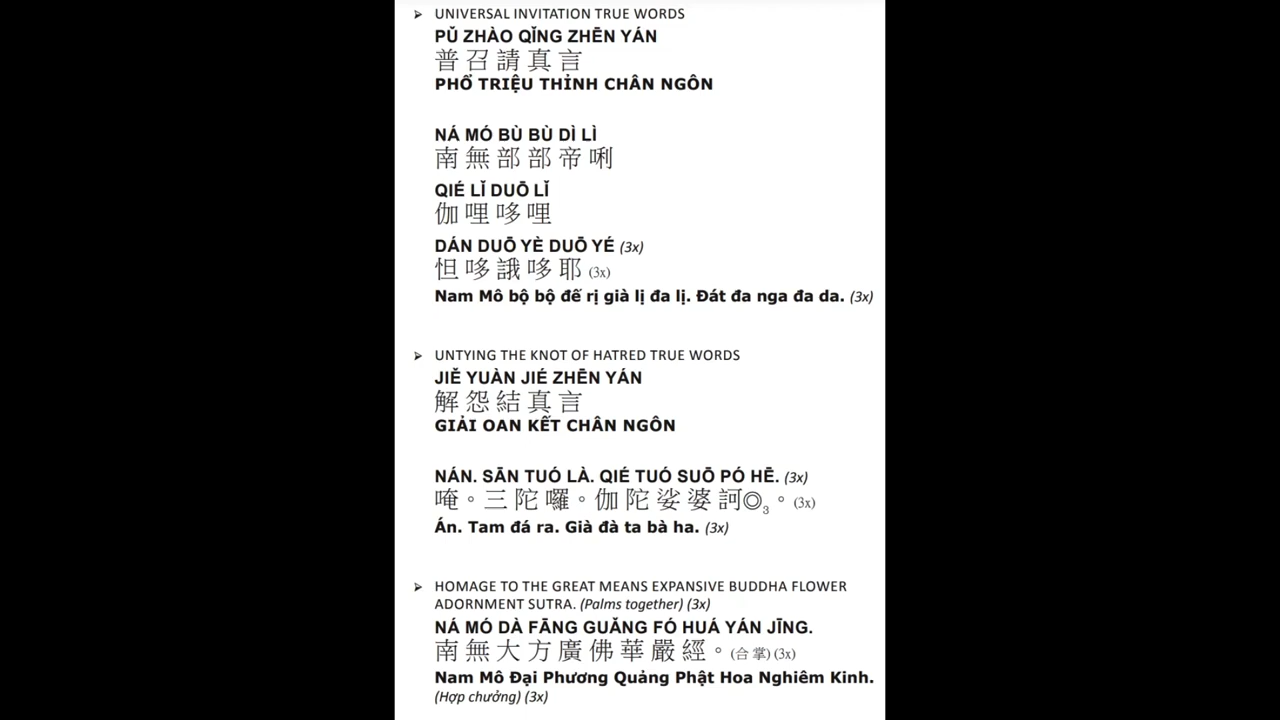 ➢ UNIVERSAL INVITATION TRUE WORDS
PǓ ZHÀO QǏNG ZHĒN YÁN
普召請真言
PHỔ TRIỆU THỈNH CHÂN NGÔN
NÁ MÓ BÙ BÙ DÌ LÌ
南無部部帝唎
QIÉ LǏ DUŌ LǏ
伽哩哆哩
DÁN DUŌ YÈ DUŌ YÉ (3x)
怛哆誐哆耶 (3x)
Nam Mô bộ bộ đế rị già lị đa lị. Đát đa nga đa da. (3x)
➢ UNTYING THE KNOT OF HATRED TRUE WORDS
JIĚ YUÀN JIÉ ZHĒN YÁN
解怨結真言
GIẢI OAN KẾT CHÂN NGÔN
NÁN. SĀN TUÓ LÀ. QIÉ TUÓ SUŌ PÓ HĒ. (3x)
唵。三陀囉。伽陀娑婆訶◎3。(3x)
Án. Tam đá ra. Già đà ta bà ha. (3x)
➢ HOMAGE TO THE GREAT MEANS EXPANSIVE BUDDHA FLOWER
ADORNMENT SUTRA. (Palms together) (3x)
NÁ MÓ DÀ FĀNG GUǍNG FÓ HUÁ YÁN JĪNG.
南無大方廣佛華嚴經。(合掌) (3x)
Nam Mô Đại Phương Quảng Phật Hoa Nghiêm Kinh.
(Hợp chưởng) (3x)